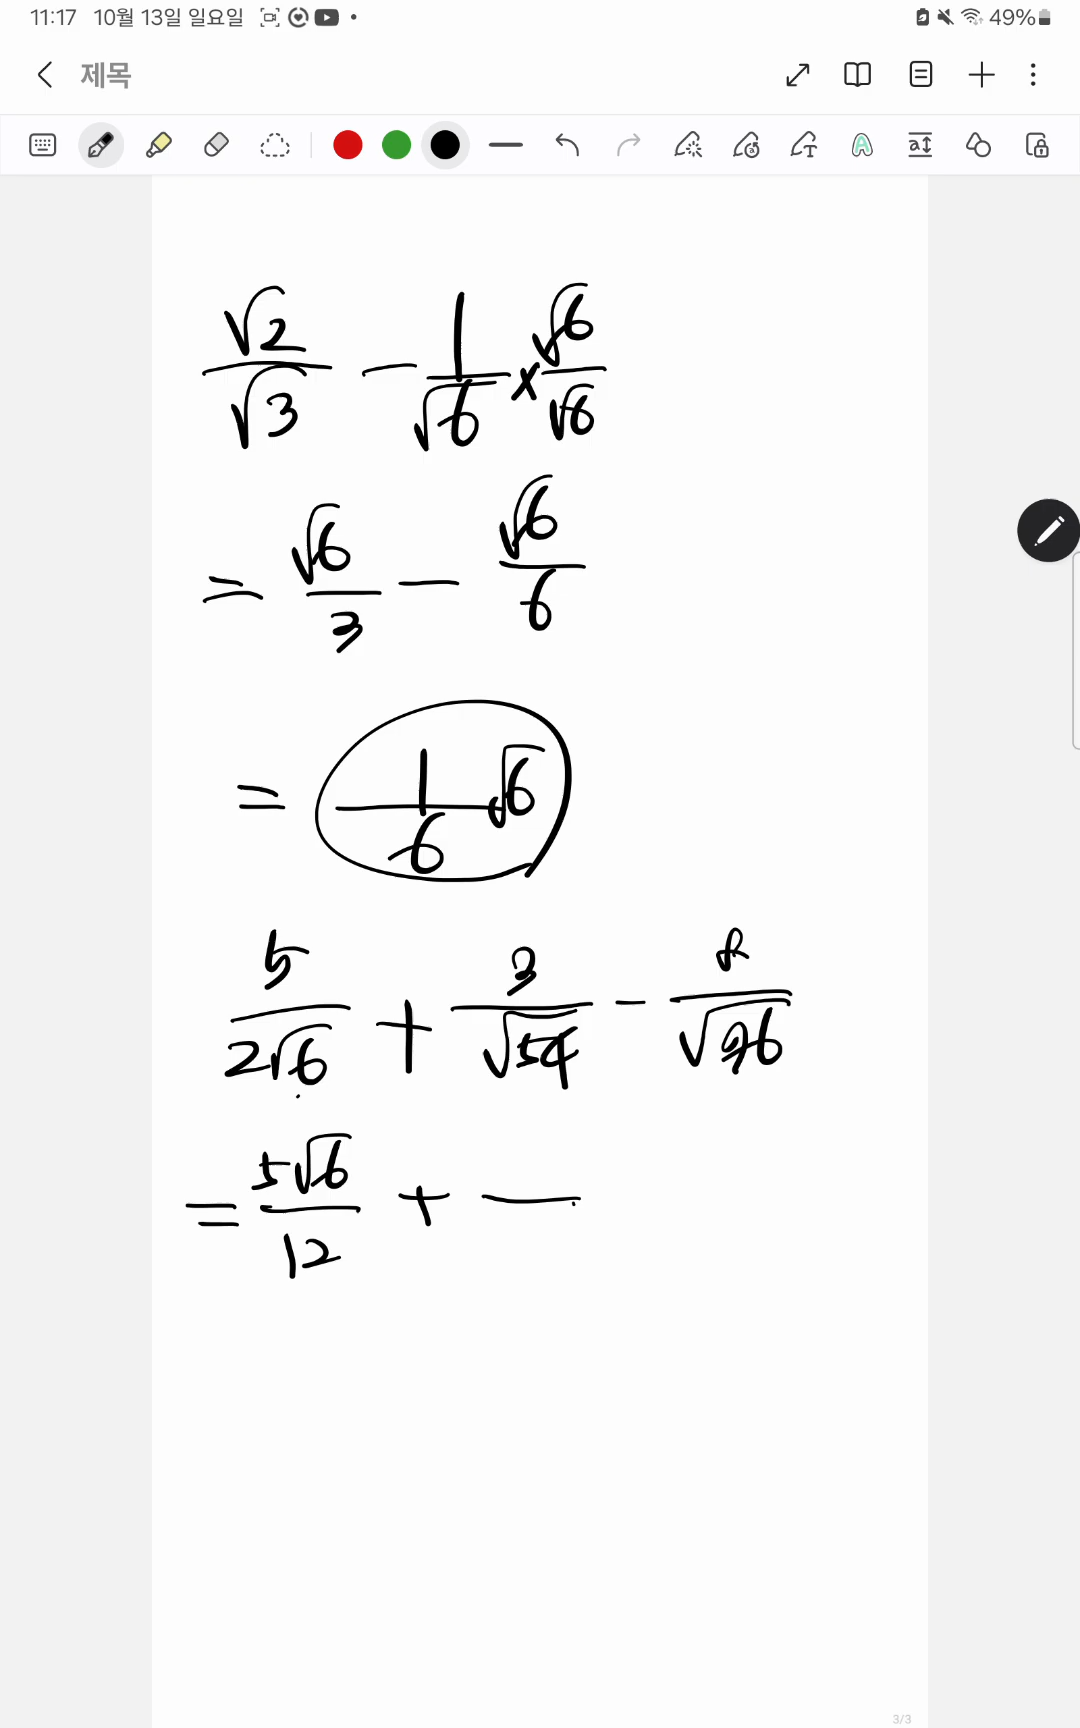 11:17 10월 13일 일요일 49%
제목
√2/√3 - 1/√6 × √6/√6
= √6/3 - √6/6
= 1/6 √6
5/2√6 + 3/√54 - 8/√96
= 5√6/12 +
3/3